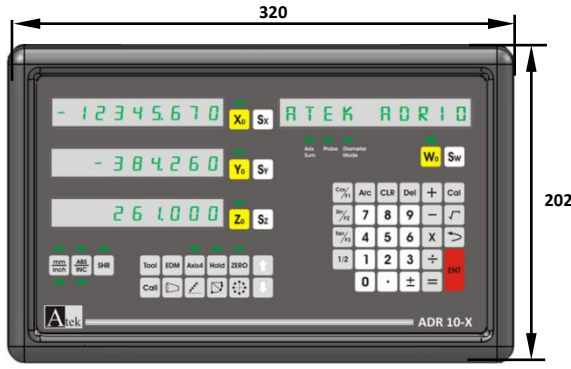 320
- 12345.670 X₀ Sx ATEK ADR10
Axis Sum Probe Diameter Mode
- 384.260 Y₀ Sy W₀ Sw
261.000 Z₀ Sz
Cos/F1 Arc CLR Del + Cal
Sin/F2 7 8 9 - √
tan/F3 4 5 6 X
1/2 1 2 3 ÷ ENT
0 . ± =
mm inch ABS INC SHR Tool EDM Axis4 Hold ZERO
Call
202
Atek ADR 10-X